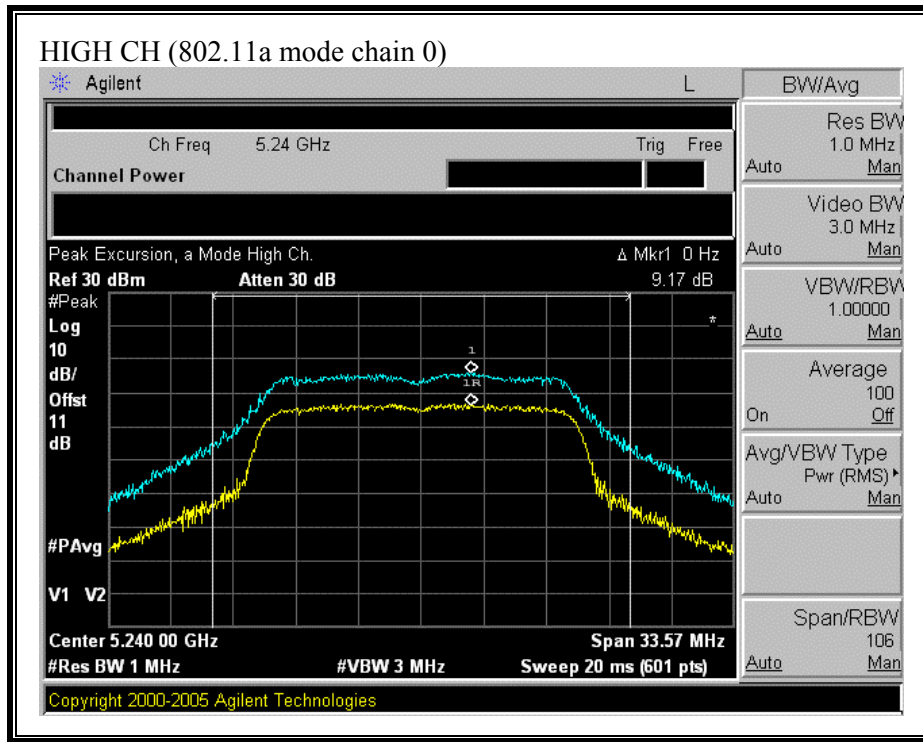 HIGH CH (802.11a mode chain 0)
Agilent
L
Ch Freq 5.24 GHz Trig Free
Channel Power
Peak Excursion, a Mode High Ch.
Δ Mkr1 0 Hz
Ref 30 dBm Atten 30 dB 9.17 dB
#Peak
Log
10
dB/
Offst
11
dB
#PAvg
V1 V2
*
1
1R
Center 5.240 00 GHz Span 33.57 MHz
#Res BW 1 MHz #VBW 3 MHz Sweep 20 ms (601 pts)
Copyright 2000-2005 Agilent Technologies
BW/Avg
Res BW
1.0 MHz
Auto Man
Video BW
3.0 MHz
Auto Man
VBW/RBW
1.00000
Auto Man
Average
100
On Off
Avg/VBW Type
Pwr (RMS)
Auto Man
Span/RBW
106
Auto Man